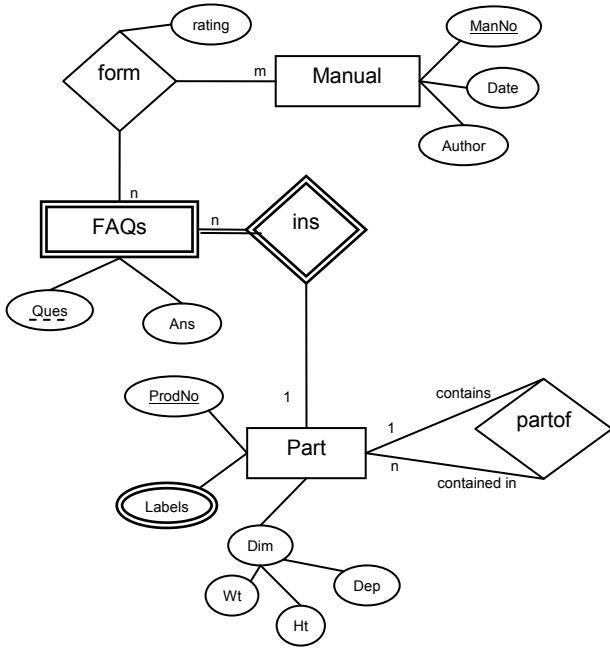 rating
form
m
Manual
ManNo
Date
Author
n
FAQs
n
ins
Ques
Ans
1
ProdNo
Labels
Part
contains
1
partof
n
contained in
Dim
Wt
Ht
Dep